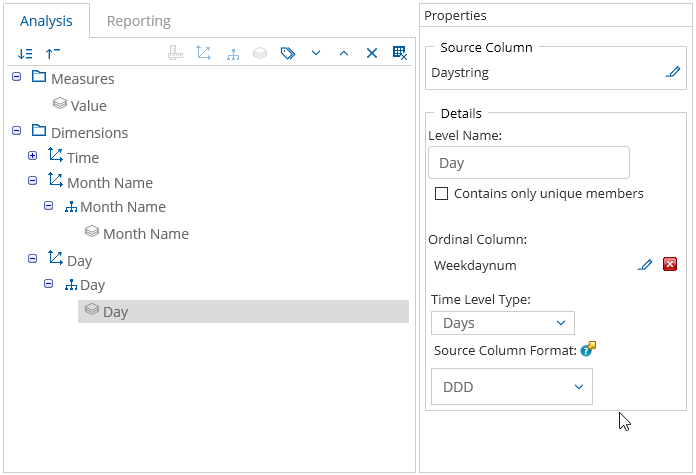 Analysis
Reporting
Measures
Value
Dimensions
Time
Month Name
Month Name
Month Name
Day
Day
Day
Properties
Source Column
Daystring
Details
Level Name:
Day
Contains only unique members
Ordinal Column:
Weekdaynum
Time Level Type:
Days
Source Column Format:
DDD